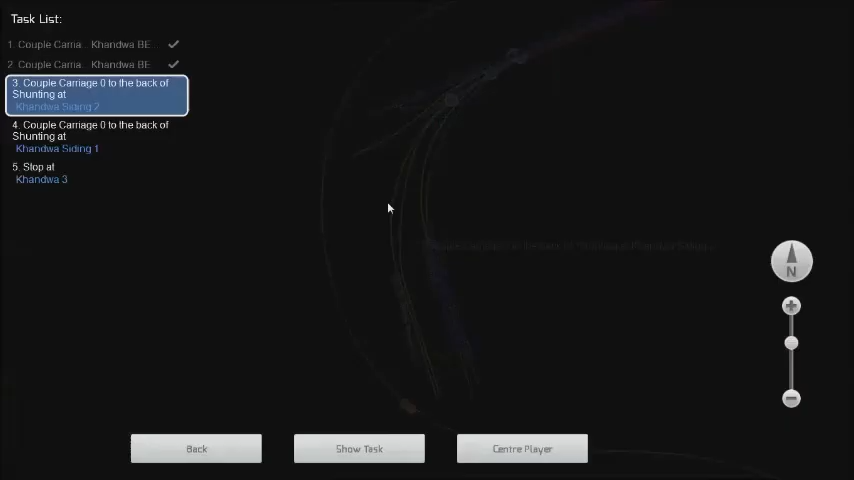 Task List:
1. Couple Carria... Khandwa BE...
2. Couple Carria... Khandwa BE...
3. Couple Carriage 0 to the back of
Shunting at
Khandwa Siding 2
4. Couple Carriage 0 to the back of
Shunting at
Khandwa Siding 1
5. Stop at
Khandwa 3
N
Back
Show Task
Centre Player